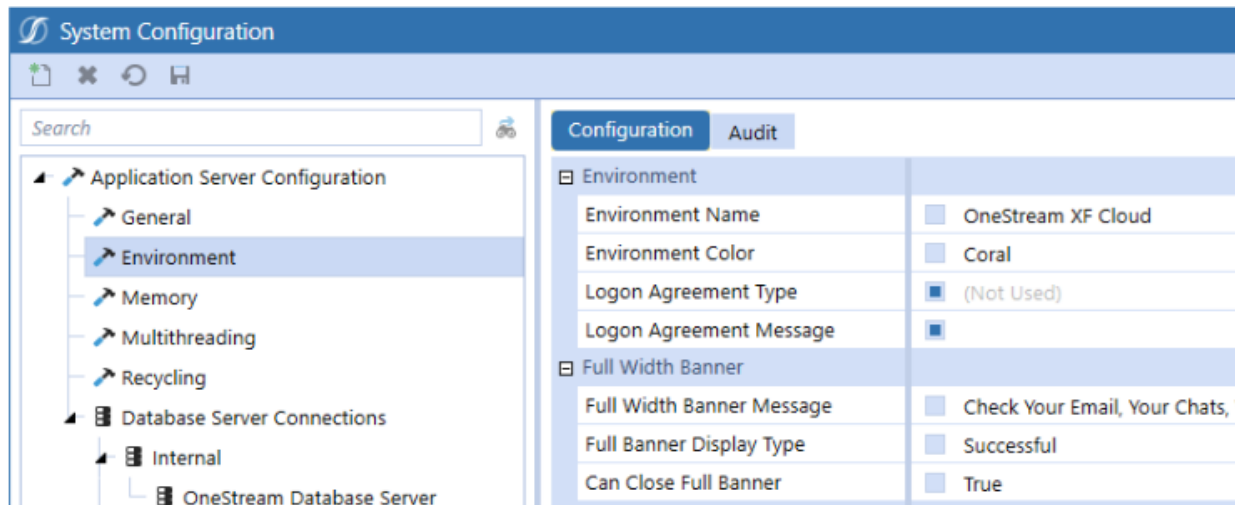 System Configuration
Search
Application Server Configuration
General
Environment
Memory
Multithreading
Recycling
Database Server Connections
Internal
OneStream Database Server
Configuration Audit
Environment
Environment Name OneStream XF Cloud
Environment Color Coral
Logon Agreement Type (Not Used)
Logon Agreement Message
Full Width Banner
Full Width Banner Message Check Your Email, Your Chats,
Full Banner Display Type Successful
Can Close Full Banner True